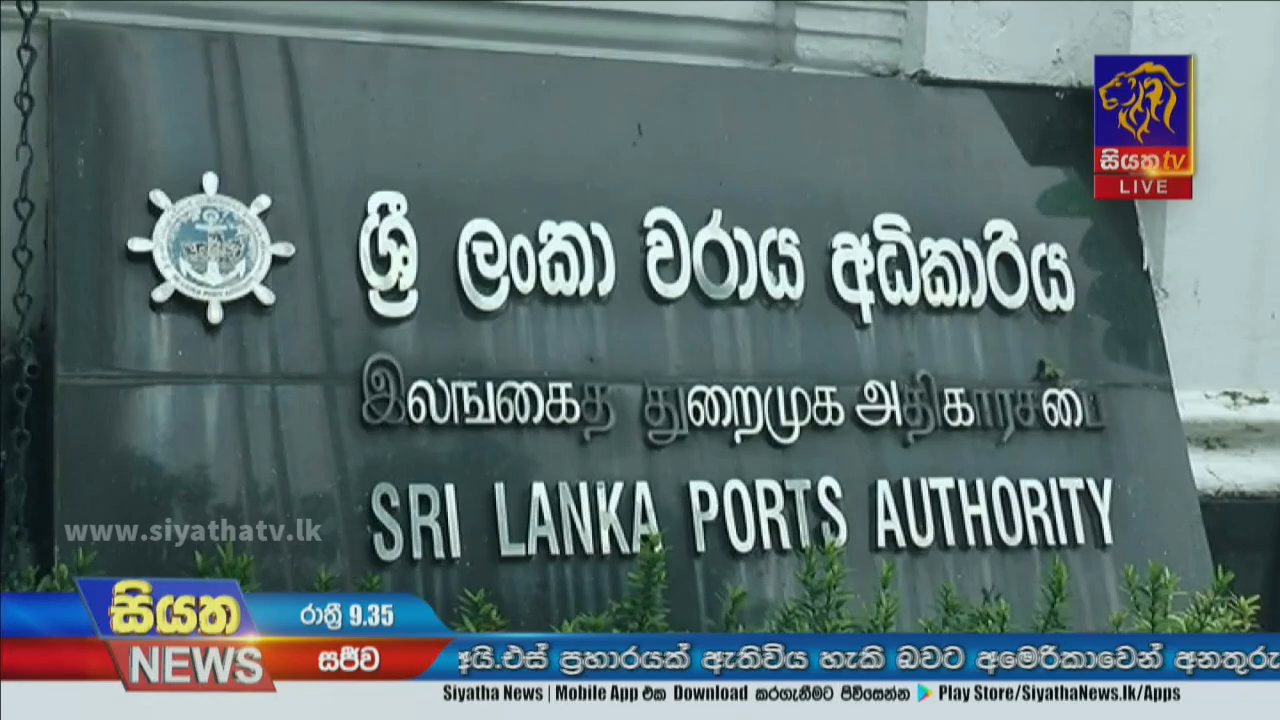 සියත tv
LIVE
ශ්‍රී ලංකා වරාය අධිකාරිය
இலங்கைத் துறைமுக அதிகாரசபை
SRI LANKA PORTS AUTHORITY
www.siyathatv.lk
සියත
NEWS
රාත්‍රී 9.35
සජීව
අයි.එස් ප්‍රහාරයක් ඇතිවිය හැකි බවට අමෙරිකාවෙන් අනතුරු
Siyatha News | Mobile App එක Download කරගැනීමට පිවිසෙන්න Play Store/SiyathaNews.lk/Apps